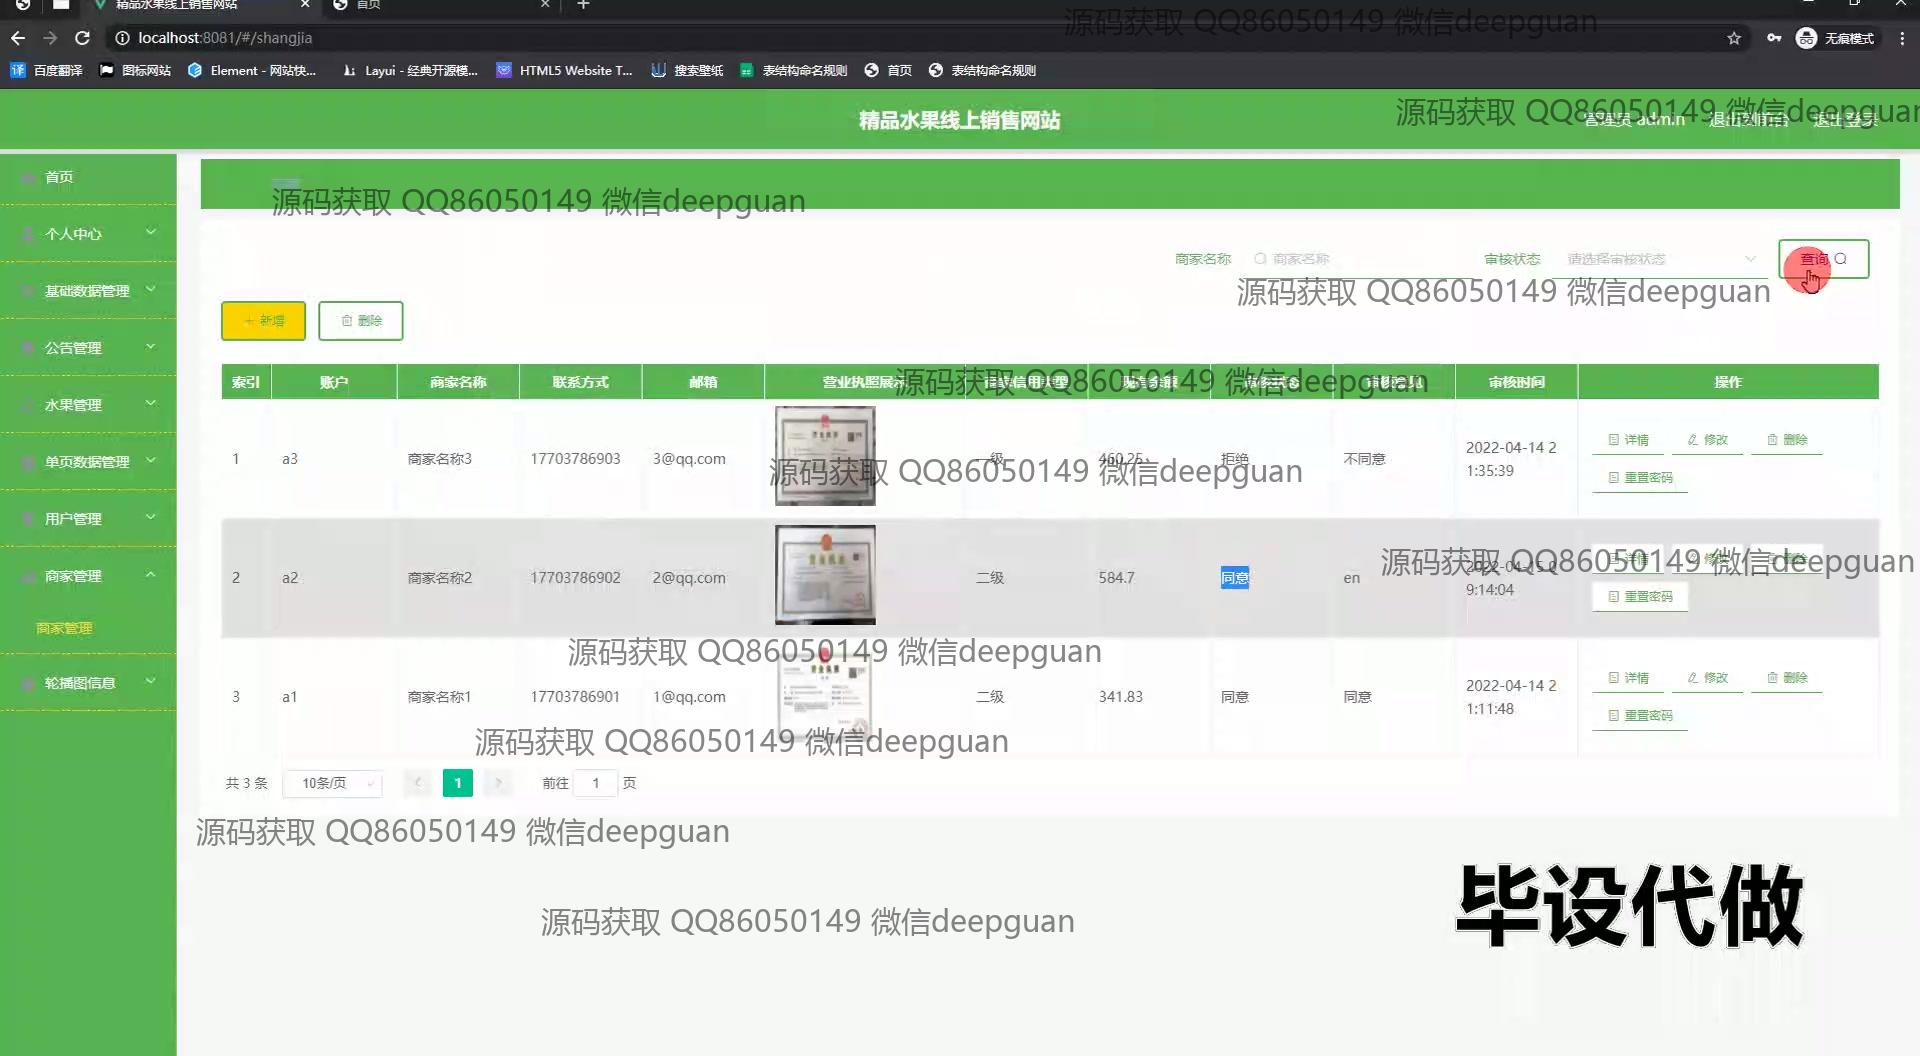 精品水果线上销售网站
首页
源码获取 QQ86050149 微信deepguan
localhost:8081/#/shangjia
无痕模式
百度翻译
图标网站
Element - 网站快...
Layui - 经典开源模...
HTML5 Website T...
搜索壁纸
表结构命名规则
首页
表结构命名规则
精品水果线上销售网站
源码获取 QQ86050149 微信deepguan
管理员 admin
退出到前台
退出登录
首页
源码获取 QQ86050149 微信deepguan
个人中心
基础数据管理
公告管理
水果管理
单页数据管理
用户管理
商家管理
商家管理
轮播图信息
商家名称
商家名称
审核状态
请选择审核状态
查询
源码获取 QQ86050149 微信deepguan
新增
删除
索引 账户 商家名称 联系方式 邮箱 营业执照展示 审核状态 审核时间 操作
源码获取 QQ86050149 微信deepguan
1 a3 商家名称3 17703786903 3@qq.com 一级 460.25 拒绝 不同意 2022-04-14 21:35:39
详情 修改 删除
重置密码
源码获取 QQ86050149 微信deepguan
2 a2 商家名称2 17703786902 2@qq.com 二级 584.7 同意 en 2022-04-15 09:14:04
详情 修改 删除
重置密码
源码获取 QQ86050149 微信deepguan
源码获取 QQ86050149 微信deepguan
3 a1 商家名称1 17703786901 1@qq.com 二级 341.83 同意 同意 2022-04-14 21:11:48
详情 修改 删除
重置密码
源码获取 QQ86050149 微信deepguan
共 3 条 10条/页 1 前往 1 页
源码获取 QQ86050149 微信deepguan
毕设代做
源码获取 QQ86050149 微信deepguan